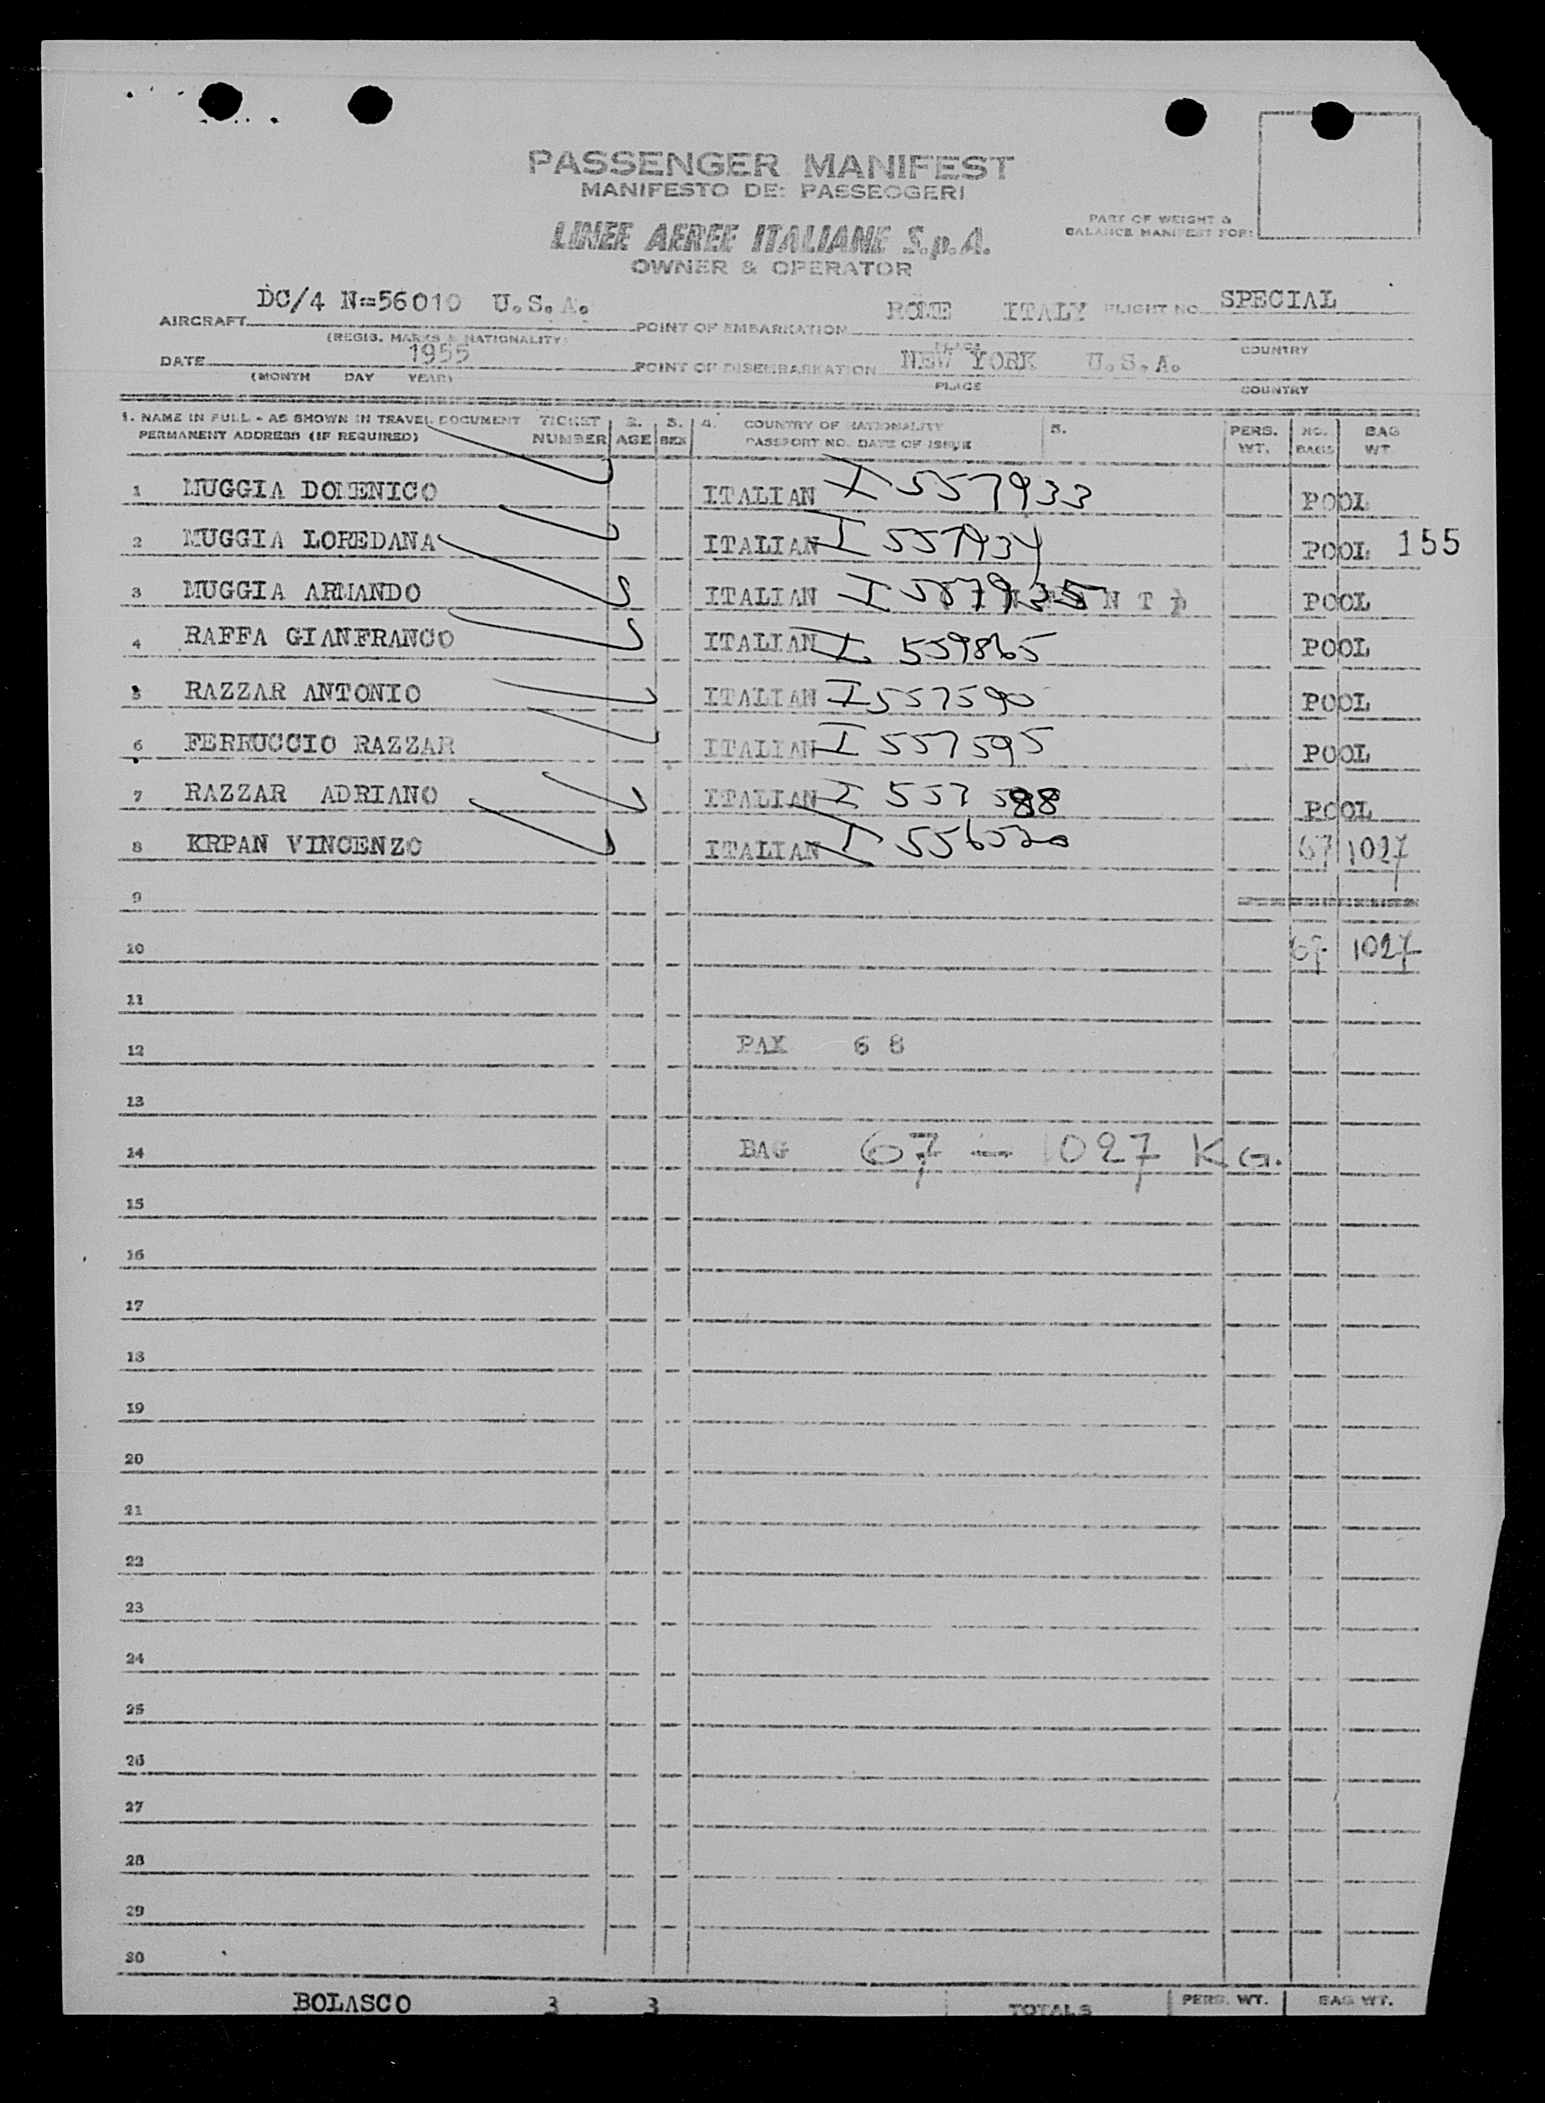 PASSENGER MANIFEST
MANIFESTO DEI PASSEGGERI
LINEE AEREE ITALIANE S.p.A.
OWNER & OPERATOR
PART OF WEIGHT & BALANCE MANIFEST FOR:
AIRCRAFT DC/4 N=56010 U.S.A. POINT OF EMBARKATION ROME ITALY FLIGHT NO. SPECIAL
(REGIS. MARKS & NATIONALITY) PLACE COUNTRY
DATE 1955 POINT OF DISEMBARKATION NEW YORK U.S.A.
(MONTH DAY YEAR) PLACE COUNTRY
1. NAME IN FULL - AS SHOWN IN TRAVEL DOCUMENT TICKET 2. 3. 4. COUNTRY OF NATIONALITY 5. PERS. NO. BAG
PERMANENT ADDRESS (IF REQUIRED) NUMBER AGE SEX PASSPORT NO. DATE OF ISSUE WT. BAGS WT
1 MUGGIA DOMENICO ITALIAN I 557933 POOL
2 MUGGIA LOREDANA ITALIAN I 557934 POOL 155
3 MUGGIA ARMANDO ITALIAN I 557935 POOL
4 RAFFA GIANFRANCO ITALIAN I 559865 POOL
5 RAZZAR ANTONIO ITALIAN I 557590 POOL
6 FERRUCCIO RAZZAR ITALIAN I 557595 POOL
7 RAZZAR ADRIANO ITALIAN I 557588 POOL
8 KRPAN VINCENZO ITALIAN I 556520 67 1027
9
10 67 1027
11
12 PAX 68
13
14 BAG 67 - 1027 KG.
15
16
17
18
19
20
21
22
23
24
25
26
27
28
29
30
BOLASCO 3 3 TOTALS PERS. WT. BAG WT.